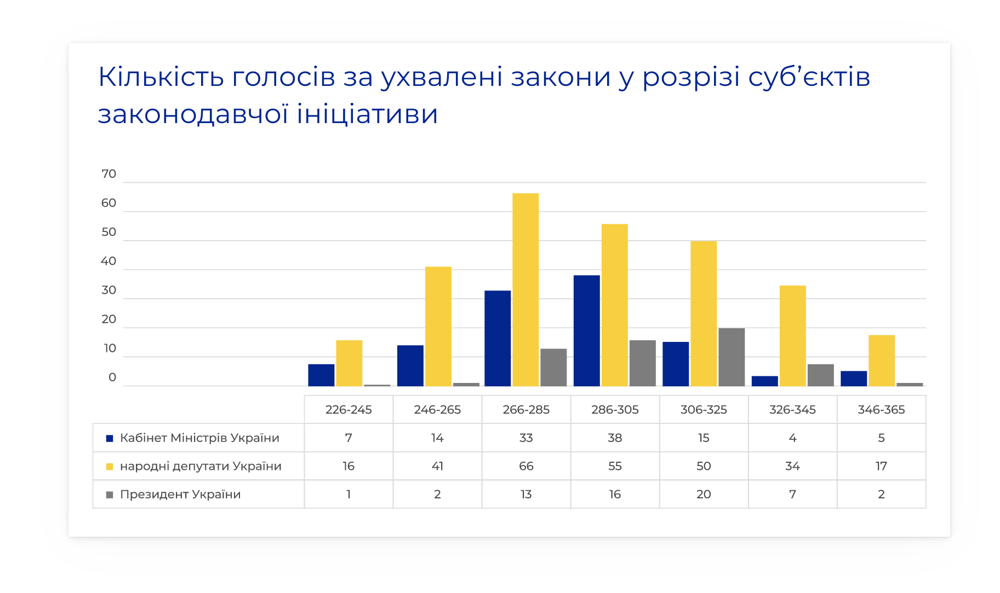 Кількість голосів за ухвалені закони у розрізі суб’єктів
законодавчої ініціативи
70
60
50
40
30
20
10
0
226-245 246-265 266-285 286-305 306-325 326-345 346-365
Кабінет Міністрів України 7 14 33 38 15 4 5
народні депутати України 16 41 66 55 50 34 17
Президент України 1 2 13 16 20 7 2